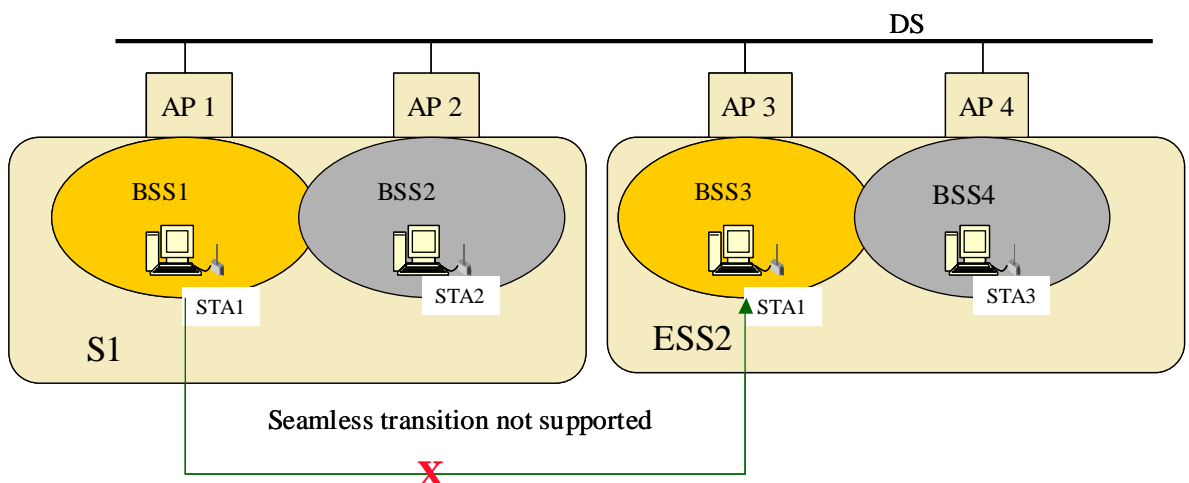 DS
AP 1
AP 2
AP 3
AP 4
BSS1
BSS2
BSS3
BSS4
STA1
STA2
STA1
STA3
S1
ESS2
Seamless transition not supported
X